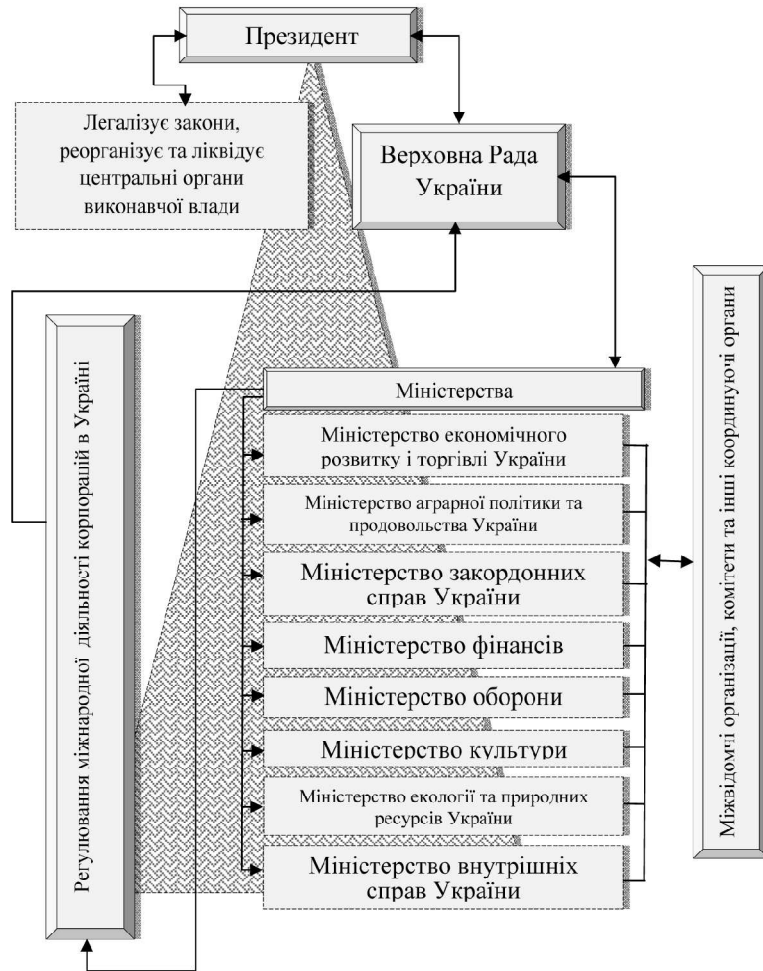 Президент
Легалізує закони,
реорганізує та ліквідує
центральні органи
виконавчої влади
Верховна Рада
України
Регулювання міжнародної діяльності корпорацій в Україні
Міністерства
Міністерство економічного
розвитку і торгівлі України
Міністерство аграрної політики та
продовольства України
Міністерство закордонних
справ України
Міністерство фінансів
Міністерство оборони
Міністерство культури
Міністерство екології та природних
ресурсів України
Міністерство внутрішніх
справ України
Міжвідомчі організації, комітети та інші координуючі органи